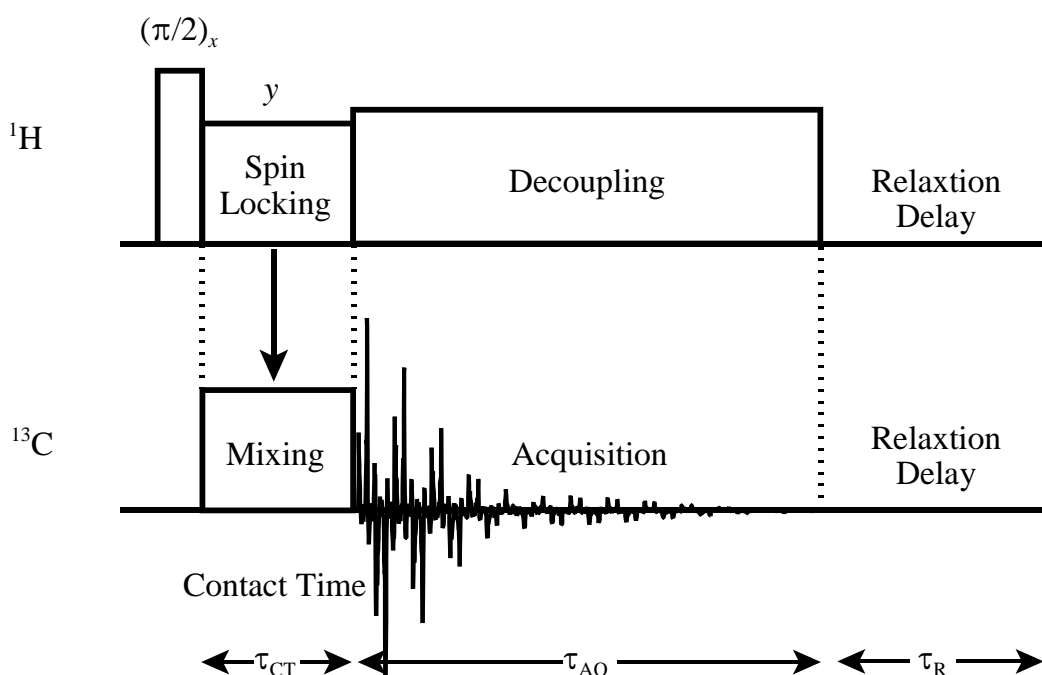 (π/2)x
y
¹H
Spin
Locking
Decoupling
Relaxtion
Delay
¹³C
Mixing
Acquisition
Relaxtion
Delay
Contact Time
τCT
τAQ
τR